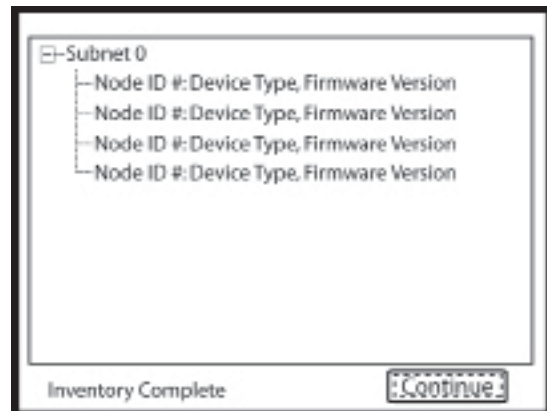 Subnet 0
Node ID #: Device Type, Firmware Version
Node ID #: Device Type, Firmware Version
Node ID #: Device Type, Firmware Version
Node ID #: Device Type, Firmware Version
Inventory Complete
Continue